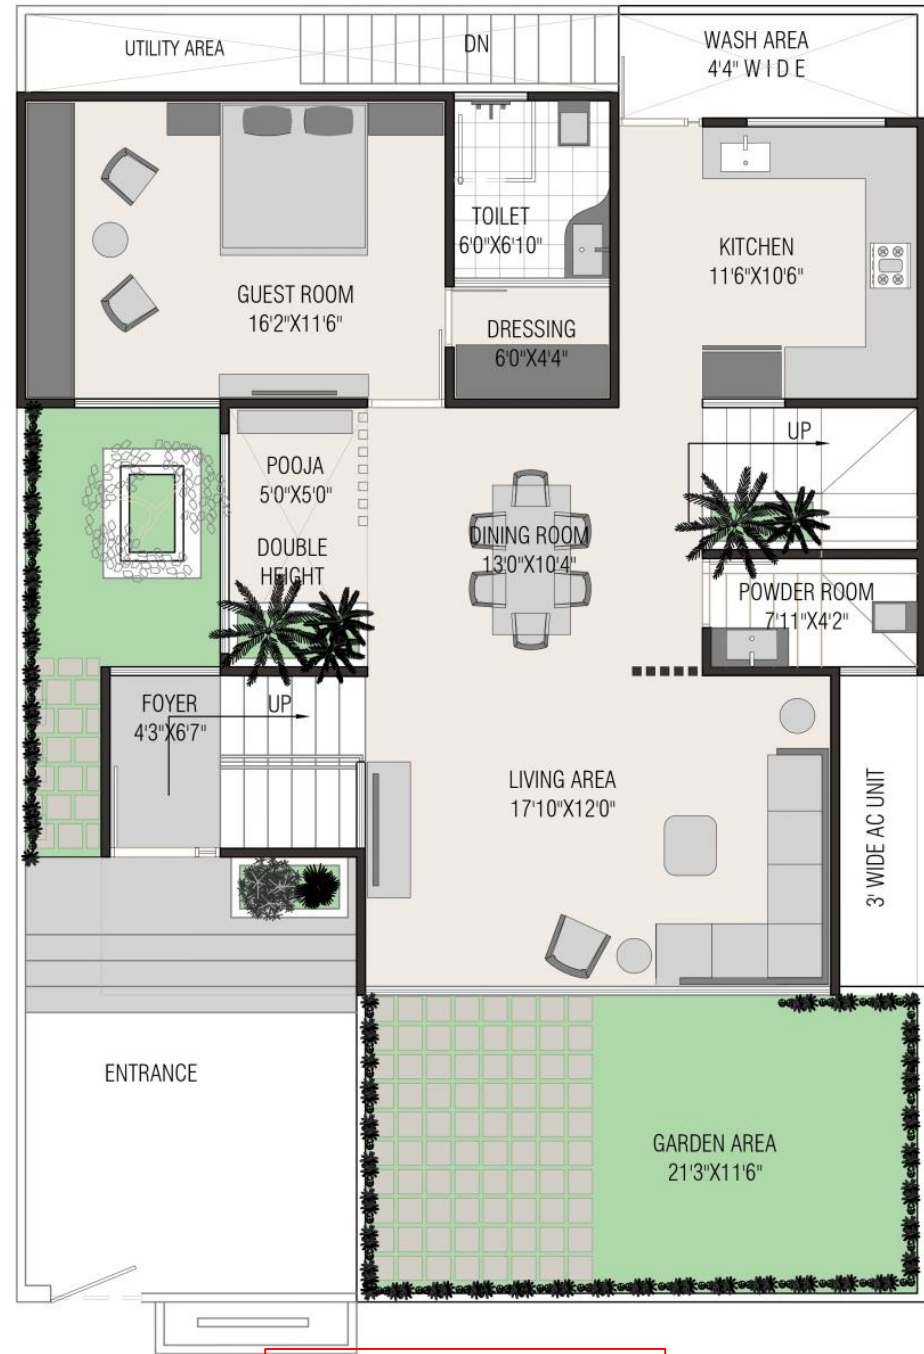 UTILITY AREA
DN
WASH AREA
4'4" W I D E
TOILET
6'0"X6'10"
KITCHEN
11'6"X10'6"
GUEST ROOM
16'2"X11'6"
DRESSING
6'0"X4'4"
UP
POOJA
5'0"X5'0"
DOUBLE
HEIGHT
DINING ROOM
13'0"X10'4"
POWDER ROOM
7'11"X4'2"
FOYER
4'3"X6'7"
UP
LIVING AREA
17'10"X12'0"
3' WIDE AC UNIT
ENTRANCE
GARDEN AREA
21'3"X11'6"